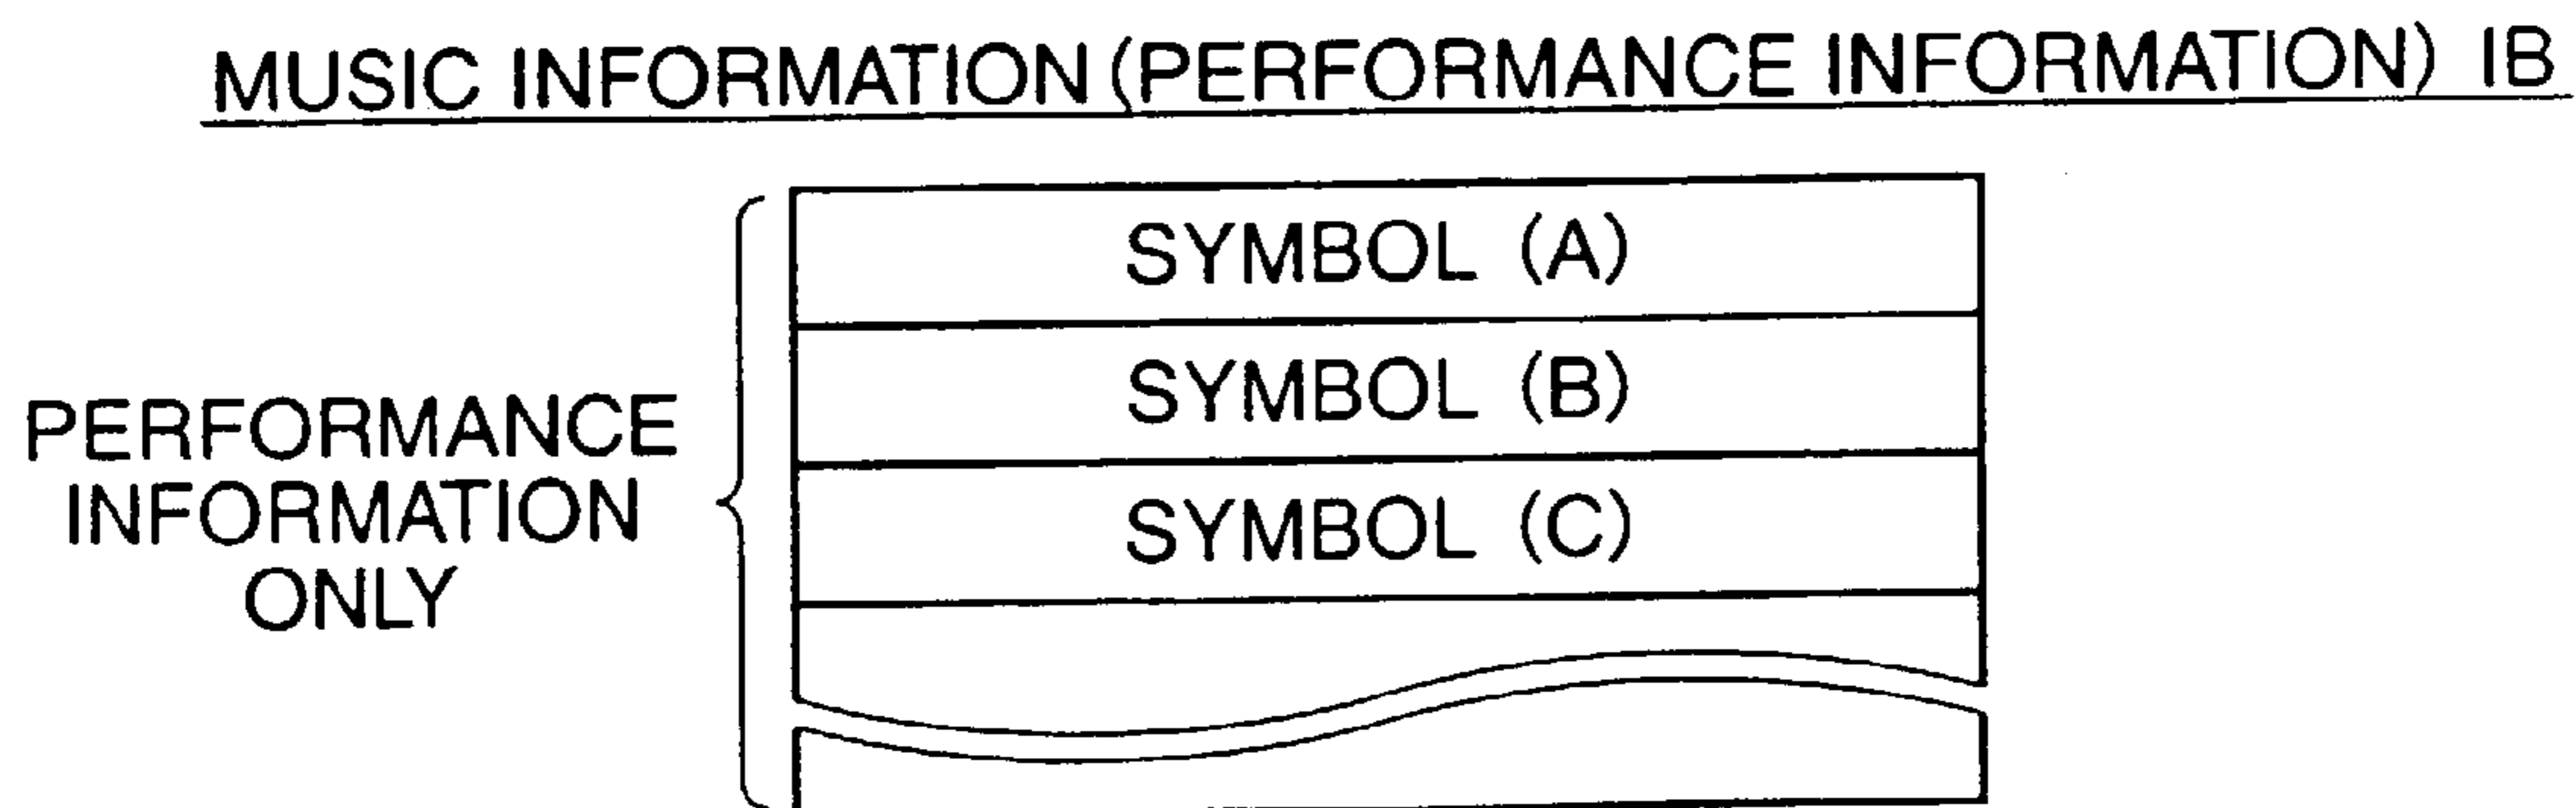 MUSIC INFORMATION (PERFORMANCE INFORMATION) IB
SYMBOL (A)
SYMBOL (B)
SYMBOL (C)
PERFORMANCE
INFORMATION
ONLY